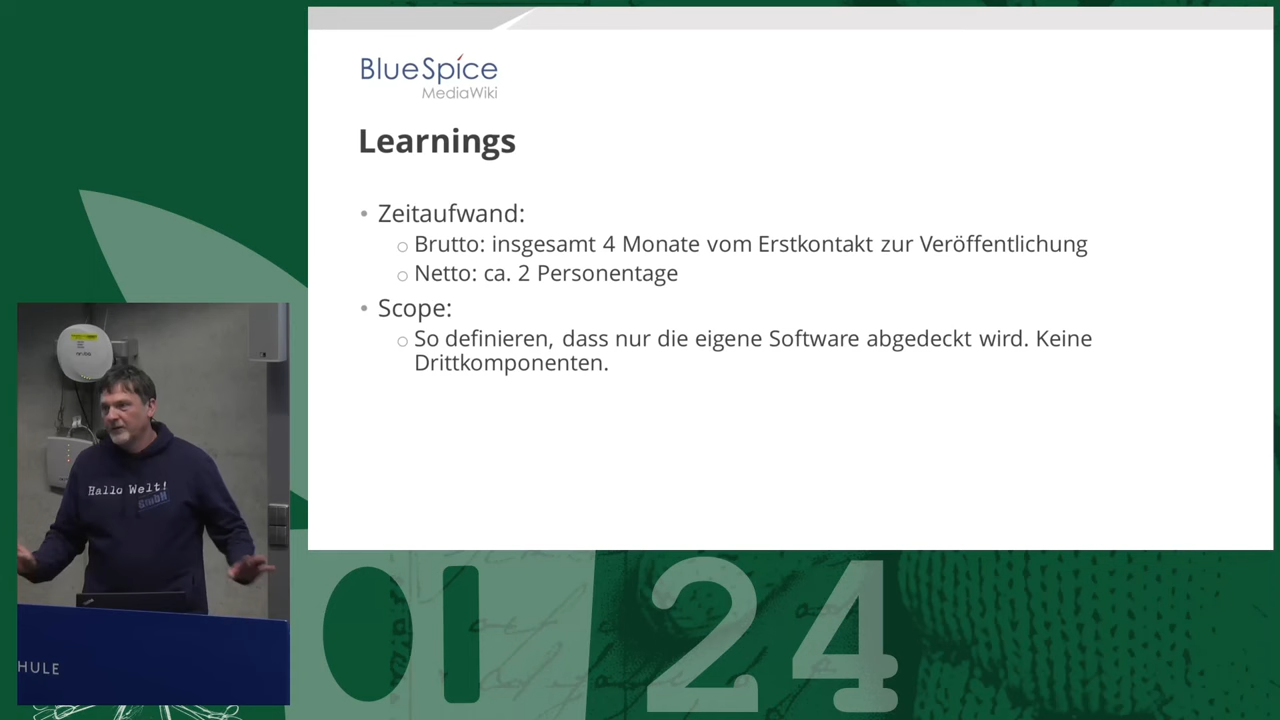 BlueSpice
MediaWiki
Learnings
• Zeitaufwand:
○ Brutto: insgesamt 4 Monate vom Erstkontakt zur Veröffentlichung
○ Netto: ca. 2 Personentage
• Scope:
○ So definieren, dass nur die eigene Software abgedeckt wird. Keine
Drittkomponenten.
Hallo Welt!
GmbH
HULE
24